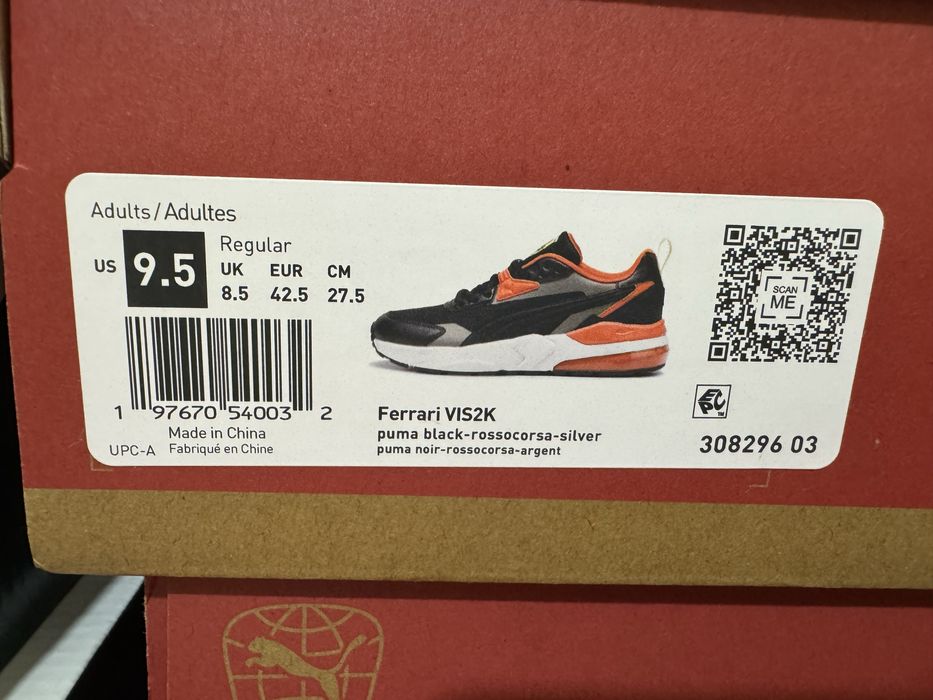 Adults/Adultes
US 9.5
Regular
UK EUR CM
8.5 42.5 27.5
1 97670 54003 2
Made in China
UPC-A Fabriqué en Chine
Ferrari VIS2K
puma black-rossocorsa-silver
puma noir-rossocorsa-argent
SCAN
ME
EPC TM
308296 03